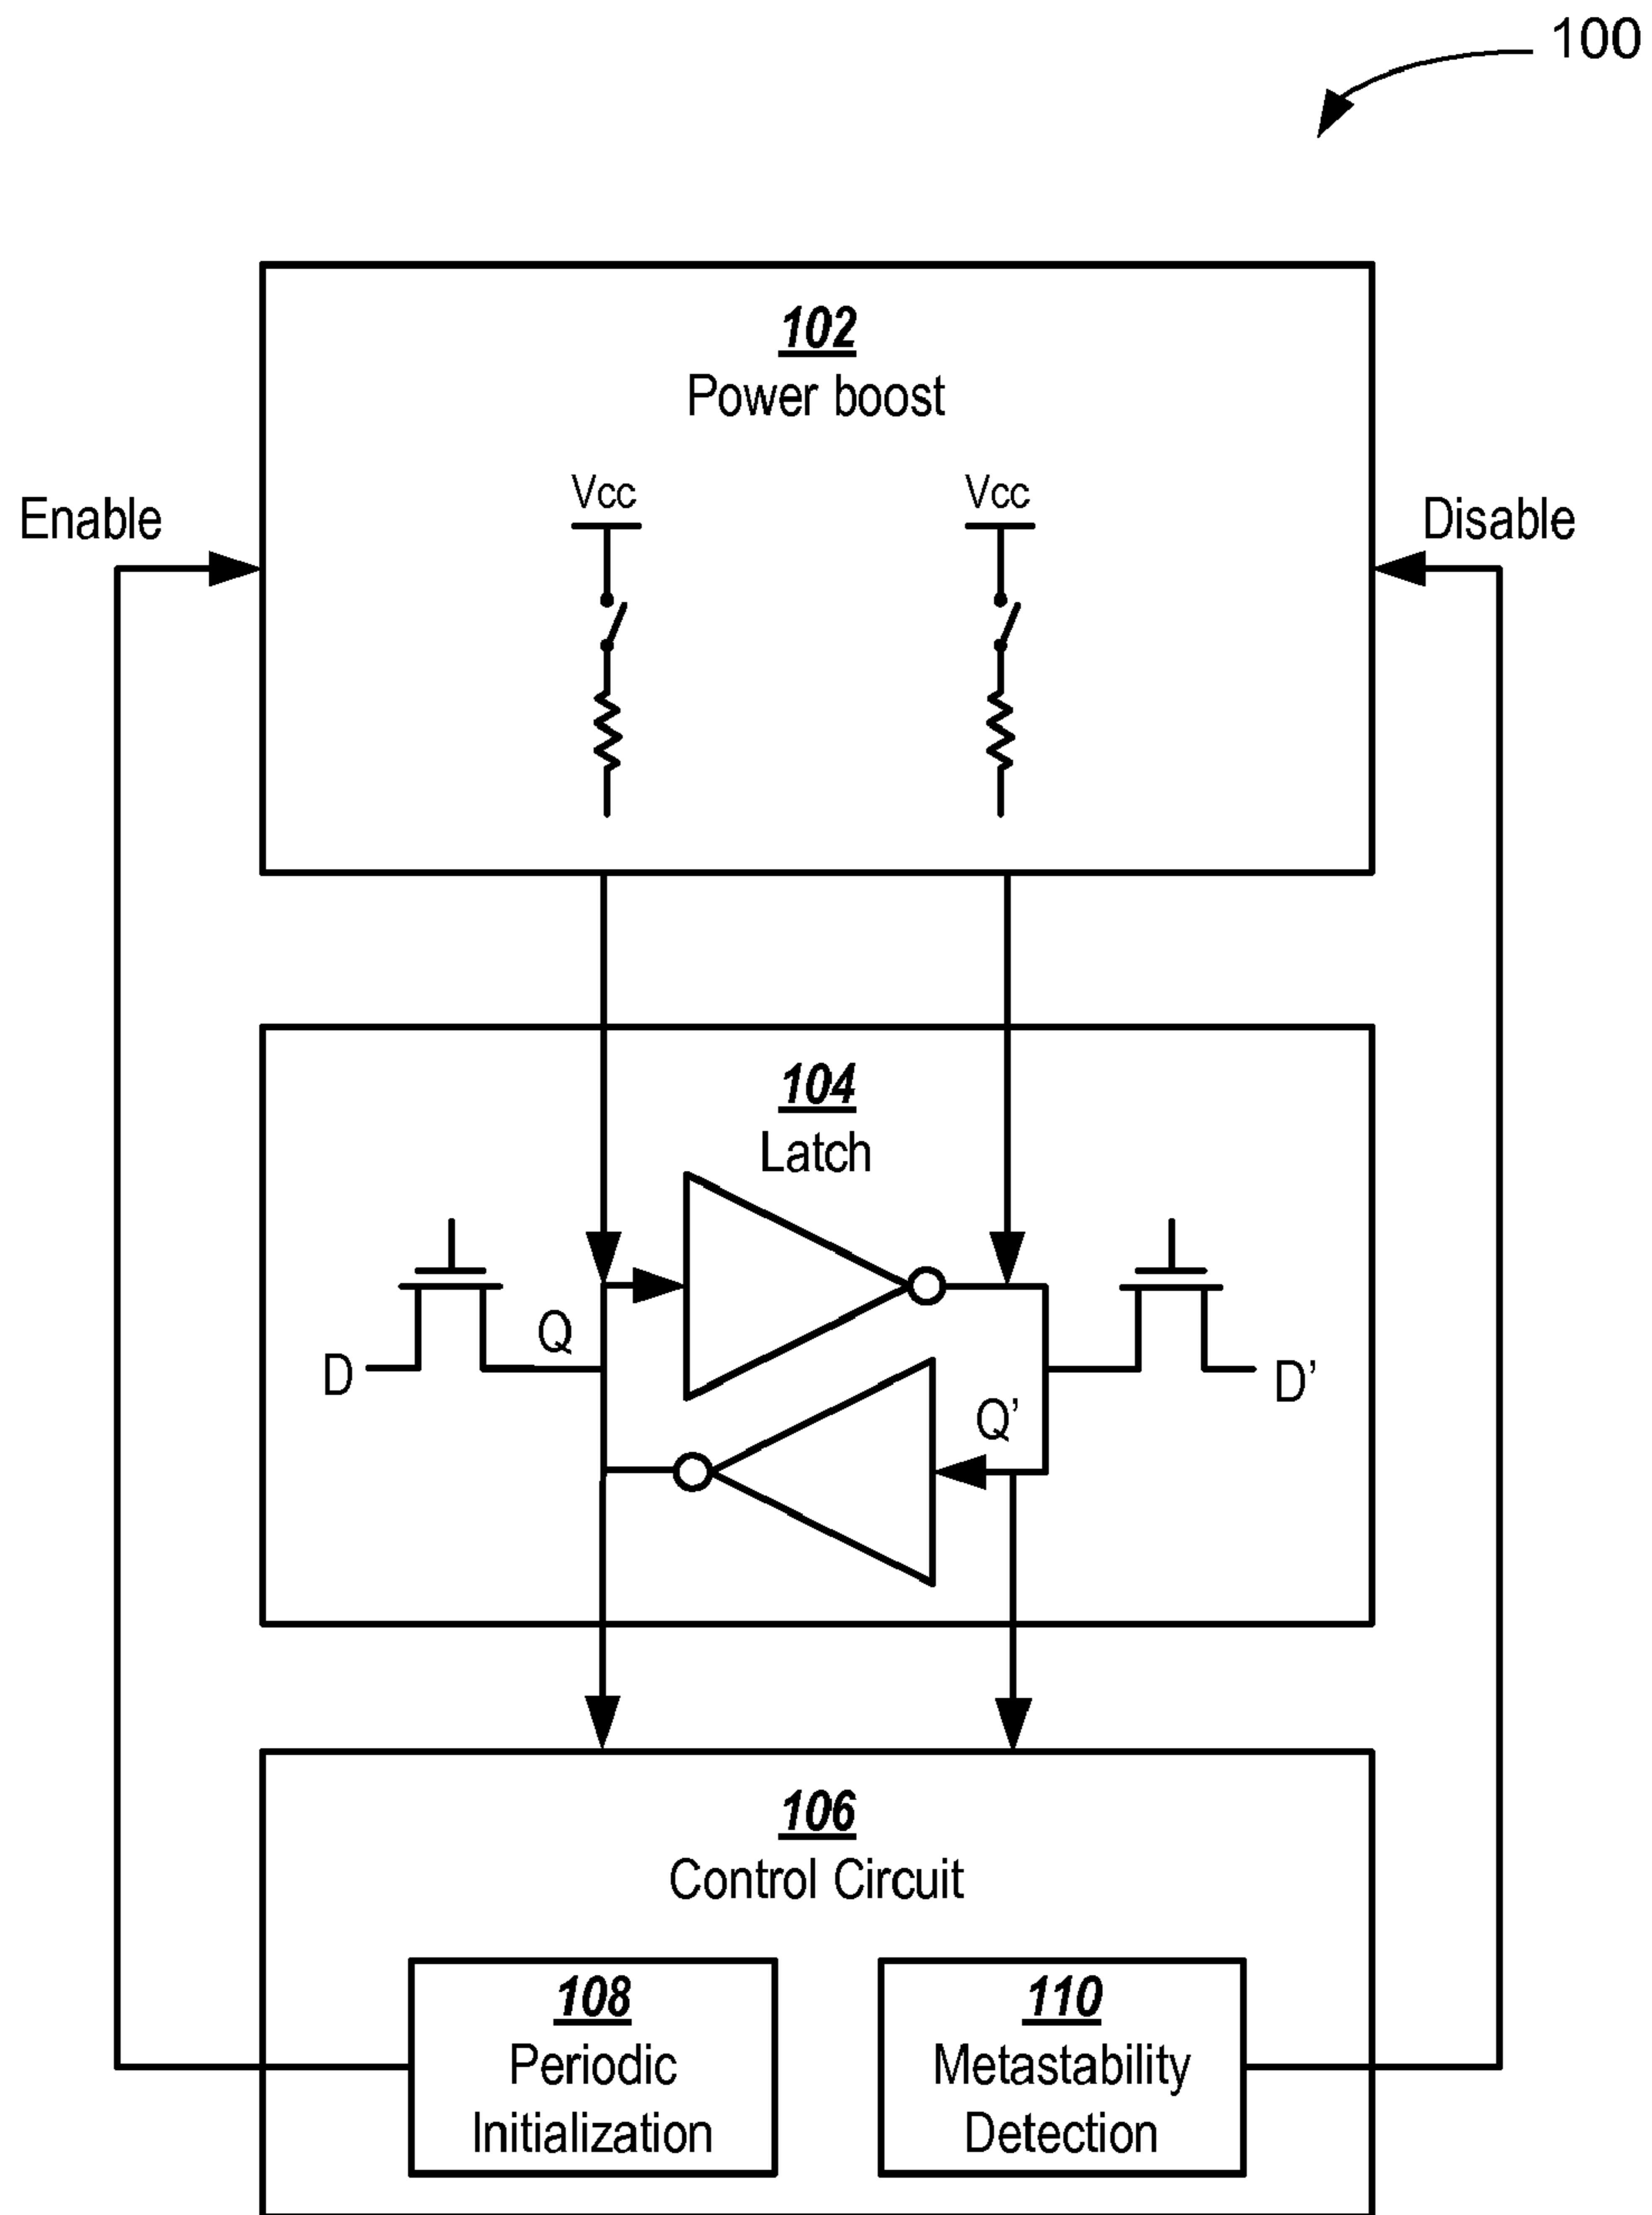 100
102
Power boost
Vcc
Vcc
Enable
Disable
104
Latch
Q
D
D’
Q’
106
Control Circuit
108
Periodic
Initialization
110
Metastability
Detection